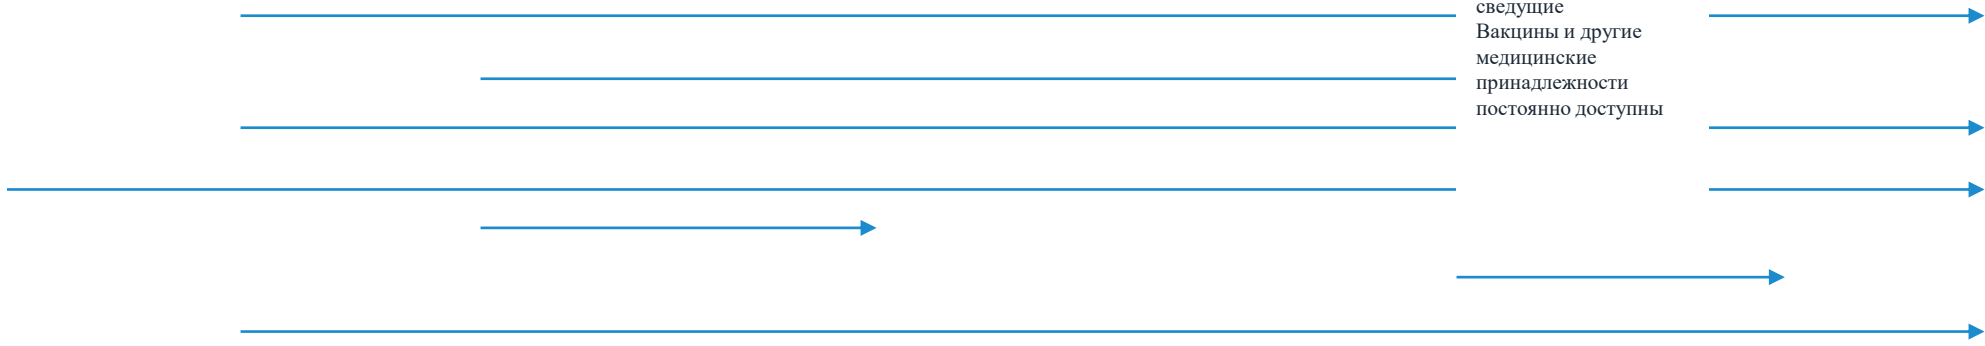 сведущие
Вакцины и другие
медицинские
принадлежности
постоянно доступны